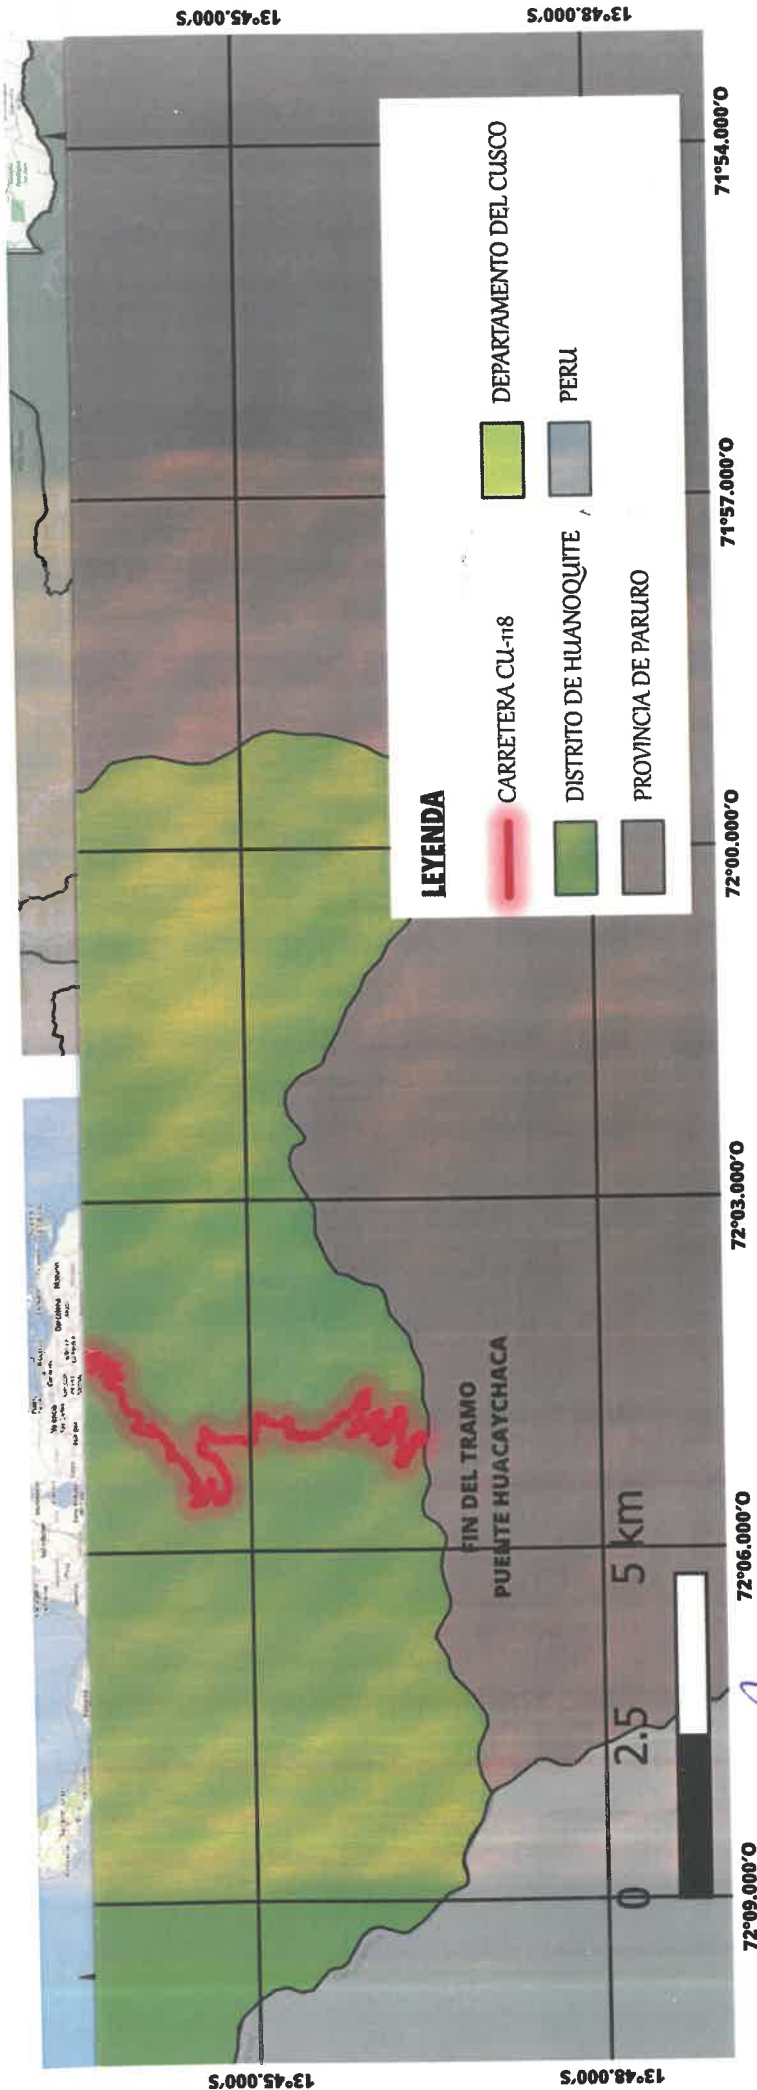 13°45.000'S
13°48.000'S
13°45.000'S
13°48.000'S
FIN DEL TRAMO
PUENTE HUACAYCHACA
0
2.5
5 km
LEYENDA
CARRETERA CU-118
DISTRITO DE HUANOQUITE
PROVINCIA DE PARURO
DEPARTAMENTO DEL CUSCO
PERU
72°09.000'O
72°06.000'O
72°03.000'O
72°00.000'O
71°57.000'O
71°54.000'O